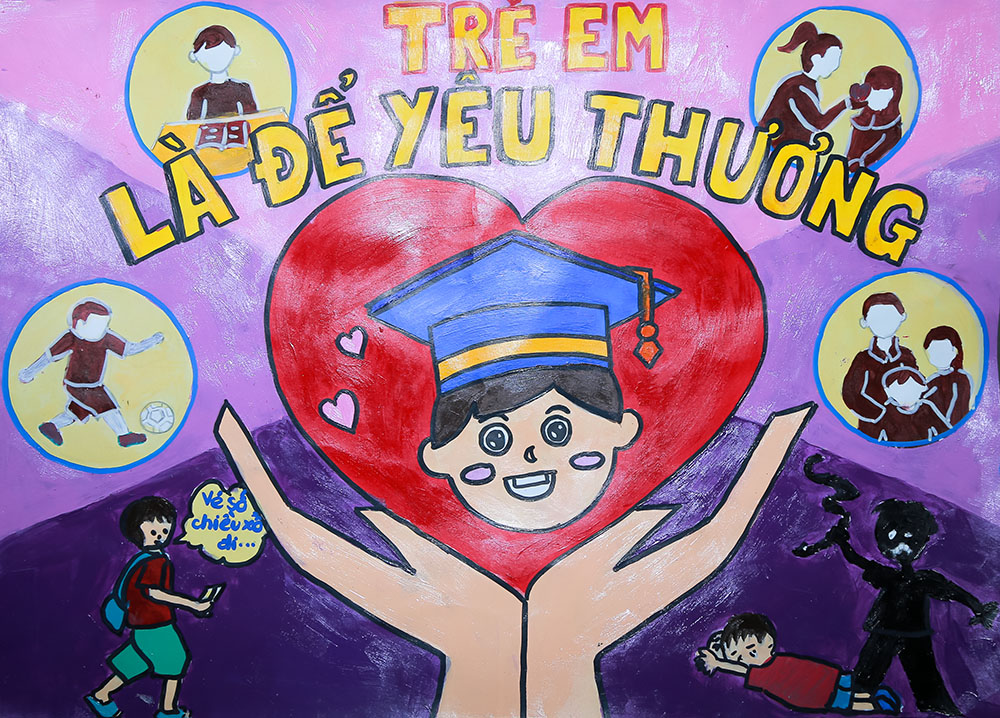 TRẺ EM
LÀ ĐỂ YÊU THƯƠNG
Vé số
chiều xổ
đi...